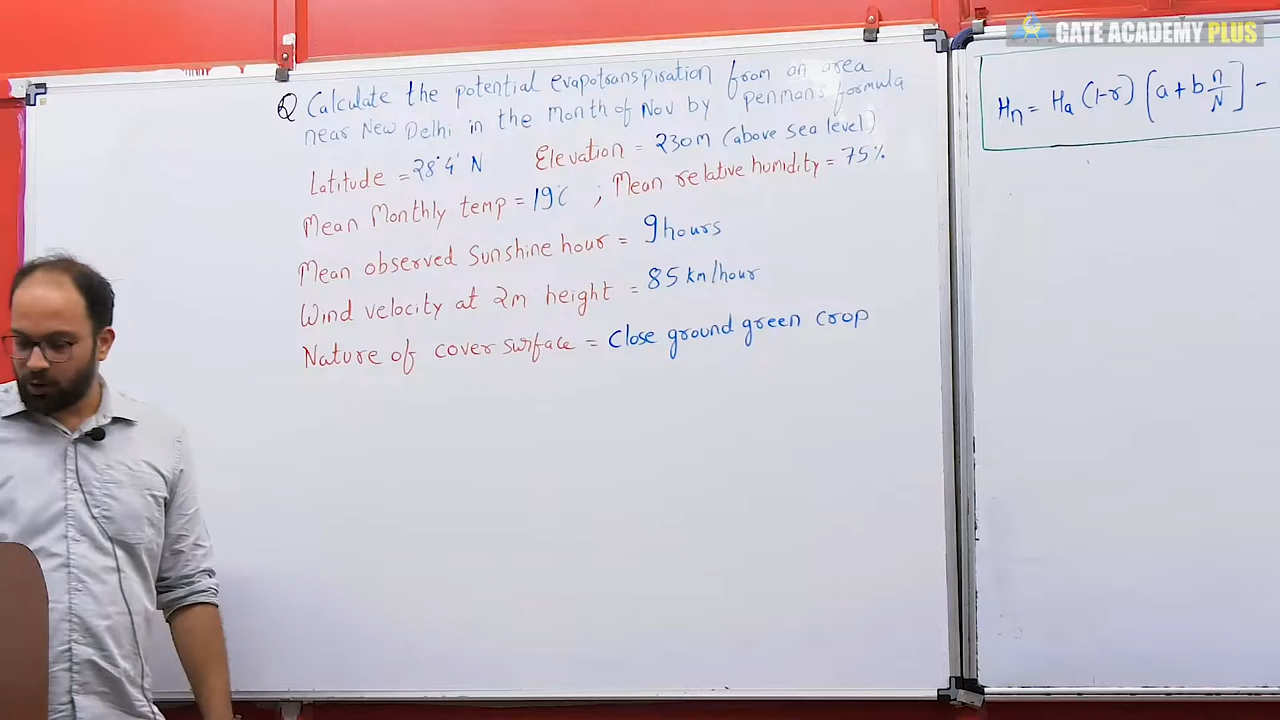 GATE ACADEMY PLUS
Q Calculate the potential evapotranspiration from an area
near New Delhi in the month of Nov by penman's formula
Latitude = 28°4' N Elevation = 230m (above sea level)
Mean Monthly temp = 19°C ; Mean relative humidity = 75%
Mean observed Sunshine hour = 9 hours
Wind velocity at 2m height = 85 km/hour
Nature of cover surface = Close ground green crop
Hn = Ha (1-r) [a + b n/N] -